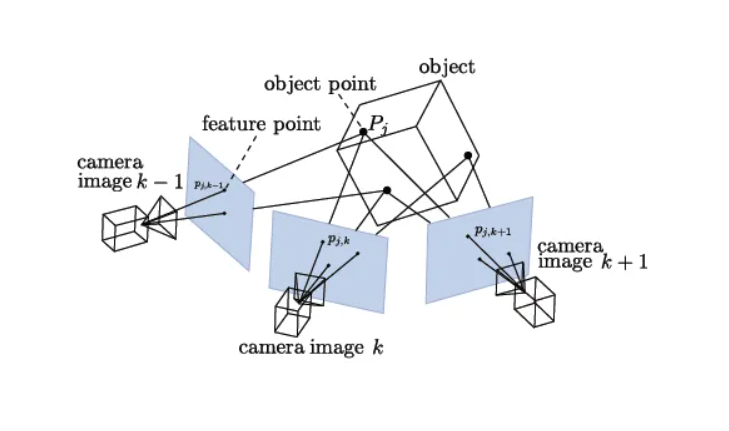 object
object point
P_j
feature point
camera
image k − 1
p_{j,k−1}
p_{j,k}
p_{j,k+1}
camera
image k + 1
camera image k